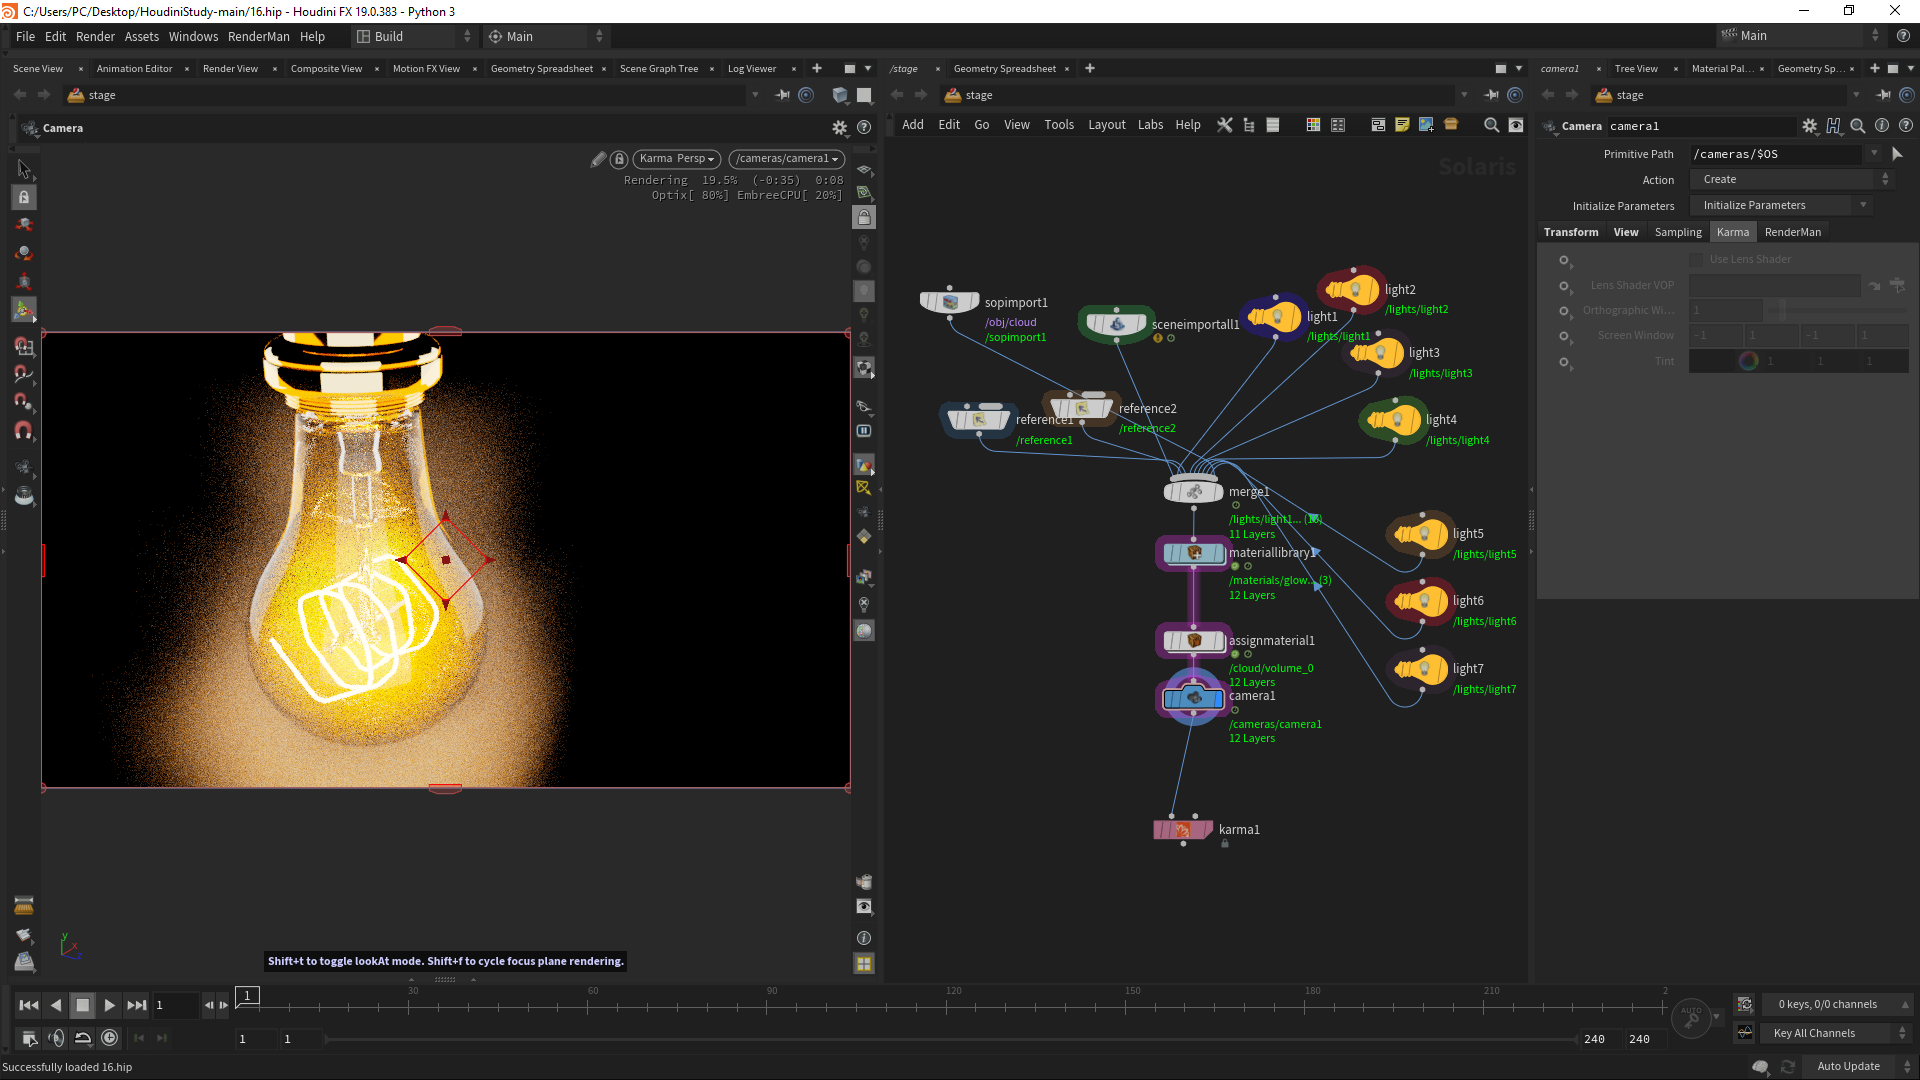 C:/Users/PC/Desktop/HoudiniStudy-main/16.hip - Houdini FX 19.0.383 - Python 3
File Edit Render Assets Windows RenderMan Help Build Main Main
Scene View Animation Editor Render View Composite View Motion FX View Geometry Spreadsheet Scene Graph Tree Log Viewer
/stage Geometry Spreadsheet
camera1 Tree View Material Pal... Geometry Sp...
stage
stage
stage
Camera
Add Edit Go View Tools Layout Labs Help
Camera camera1
Karma Persp /cameras/camera1
Rendering 19.5% (-0:35) 0:08
Optix[ 80%] EmbreeCPU[ 20%]
Solaris
Primitive Path /cameras/$OS
Action Create
Initialize Parameters Initialize Parameters
Transform View Sampling Karma RenderMan
Use Lens Shader
Lens Shader VOP
Orthographic Wi... 1
Screen Window -1 1 -1 1
Tint 1 1 1
sopimport1
/obj/cloud
/sopimport1
sceneimportall1
light1
/lights/light1
light2
/lights/light2
light3
/lights/light3
reference1
/reference1
reference2
/reference2
light4
/lights/light4
merge1
/lights/light1... (16)
11 Layers
materiallibrary1
/materials/glow... (3)
12 Layers
light5
/lights/light5
light6
/lights/light6
assignmaterial1
/cloud/volume_0
12 Layers
light7
/lights/light7
camera1
/cameras/camera1
12 Layers
karma1
y
x
z
Shift+t to toggle lookAt mode. Shift+f to cycle focus plane rendering.
1 1 30 60 90 120 150 180 210 2
AUTO
0 keys, 0/0 channels
1 1 240 240
Key All Channels
Successfully loaded 16.hip
Auto Update